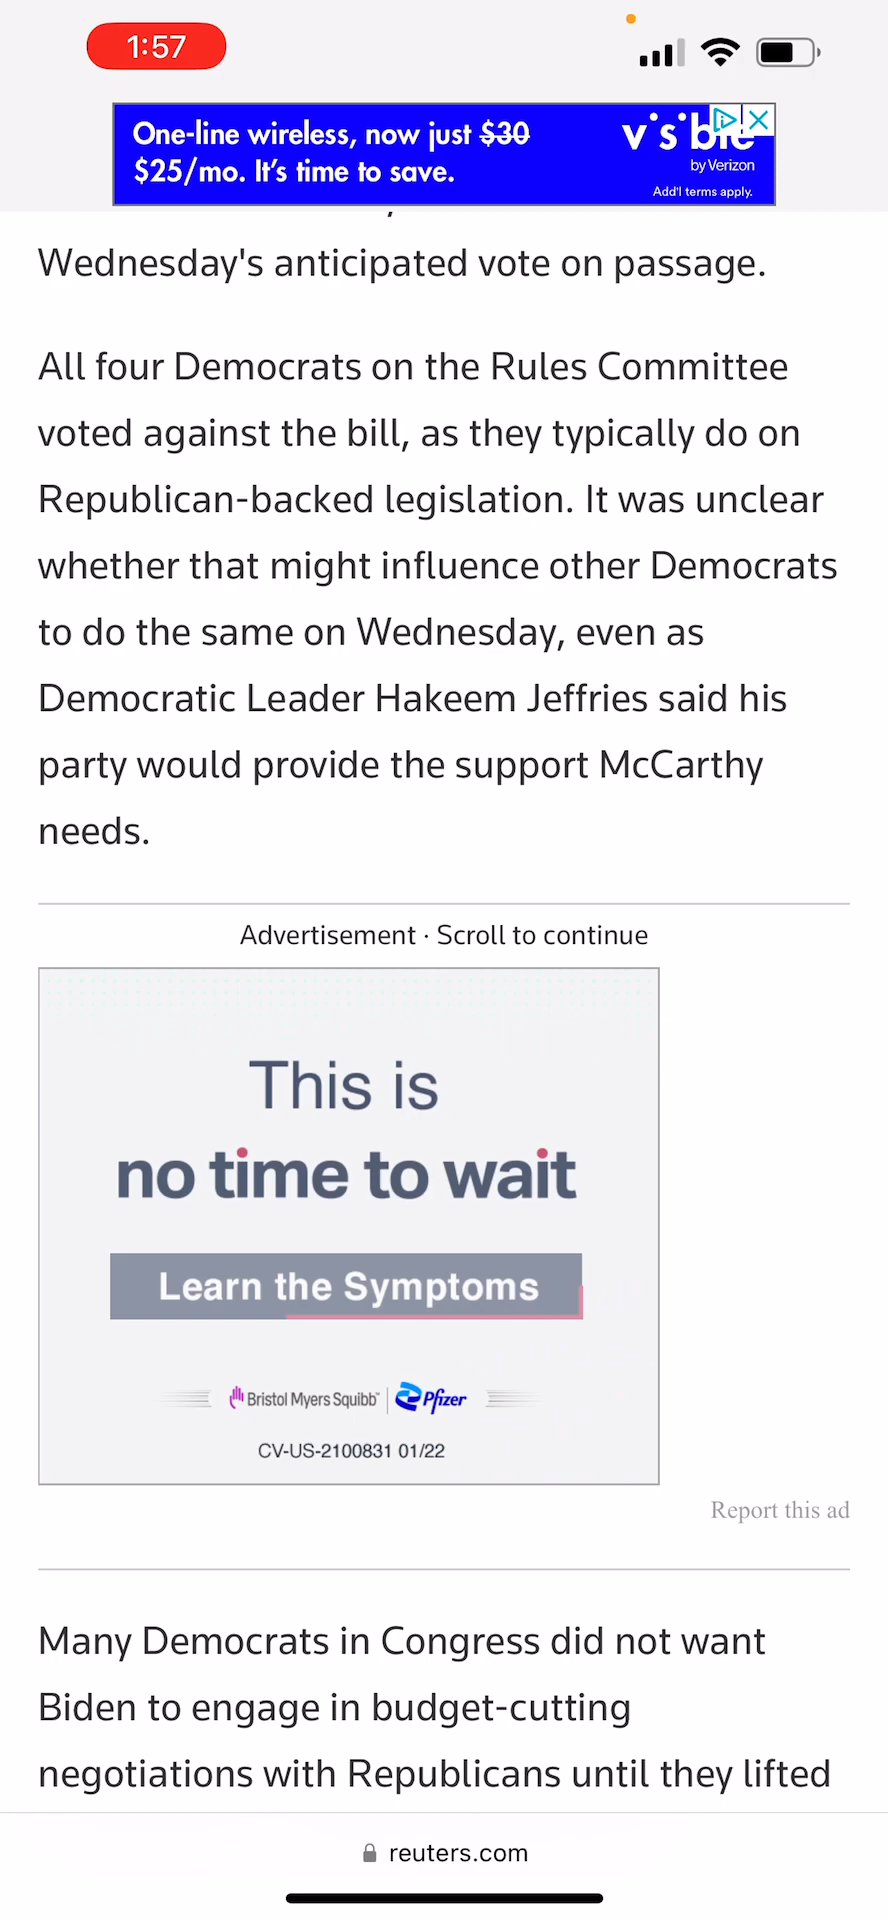 1:57
One-line wireless, now just $30
$25/mo. It's time to save.
visible
by Verizon
Add'l terms apply.
Wednesday's anticipated vote on passage.
All four Democrats on the Rules Committee
voted against the bill, as they typically do on
Republican-backed legislation. It was unclear
whether that might influence other Democrats
to do the same on Wednesday, even as
Democratic Leader Hakeem Jeffries said his
party would provide the support McCarthy
needs.
Advertisement · Scroll to continue
This is
no time to wait
Learn the Symptoms
Bristol Myers Squibb™ | Pfizer
CV-US-2100831 01/22
Report this ad
Many Democrats in Congress did not want
Biden to engage in budget-cutting
negotiations with Republicans until they lifted
reuters.com